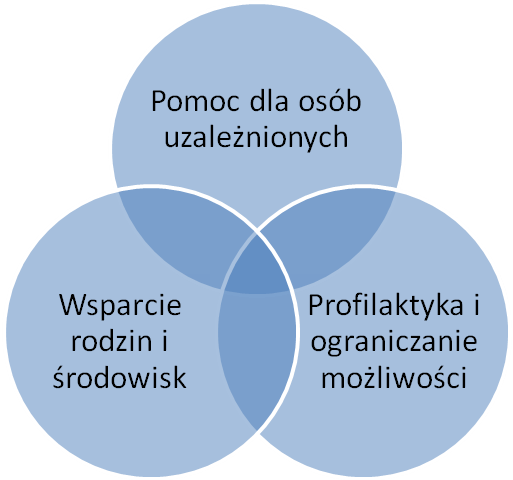 Pomoc dla osób
uzależnionych
Wsparcie
rodzin i
środowisk
Profilaktyka i
ograniczanie
możliwości